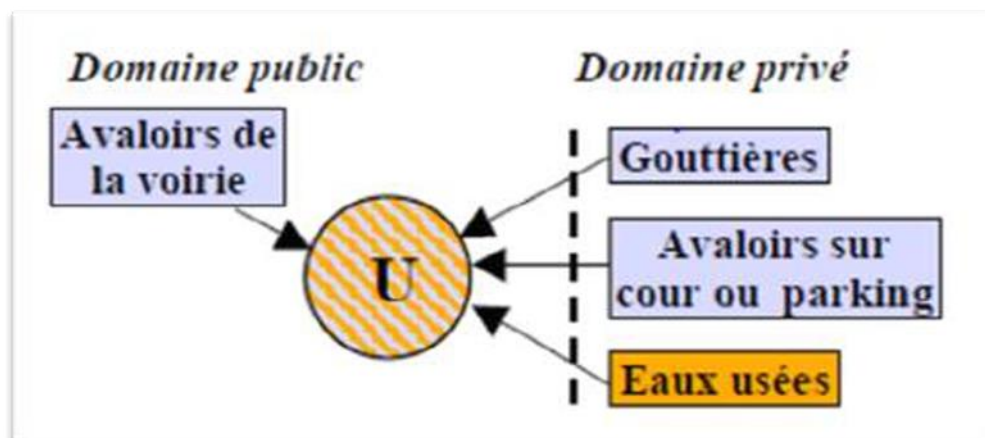 Domaine public
Domaine privé
Avaloirs de
la voirie
Gouttières
U
Avaloirs sur
cour ou parking
Eaux usées